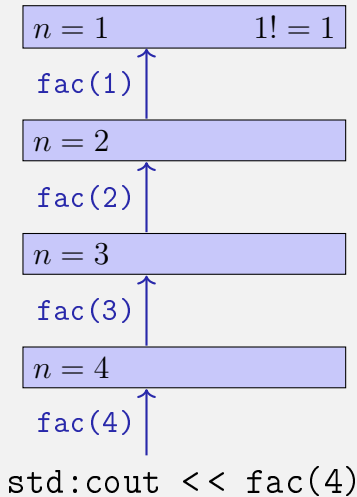 n = 1 1! = 1
fac(1)
n = 2
fac(2)
n = 3
fac(3)
n = 4
fac(4)
std:cout << fac(4)